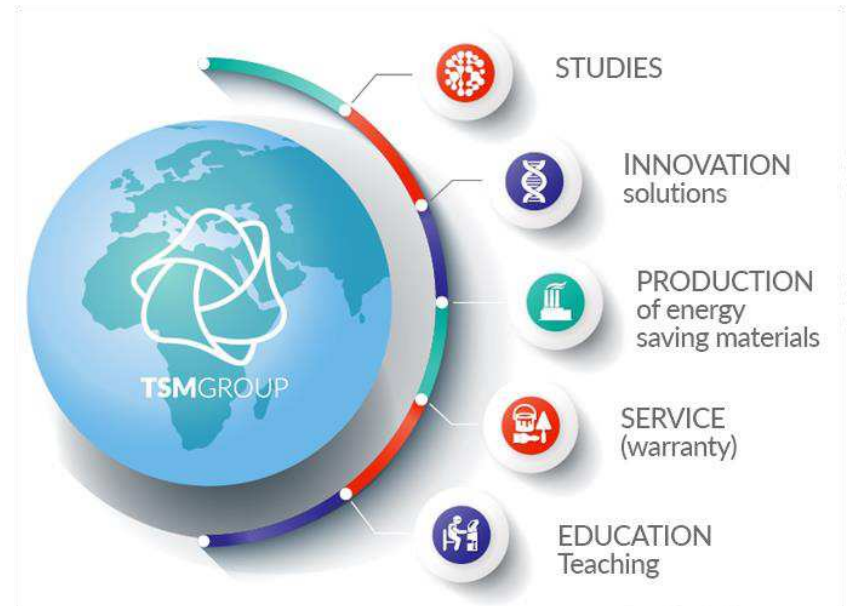 STUDIES
INNOVATION
solutions
PRODUCTION
of energy
saving materials
TSMGROUP
SERVICE
(warranty)
EDUCATION
Teaching